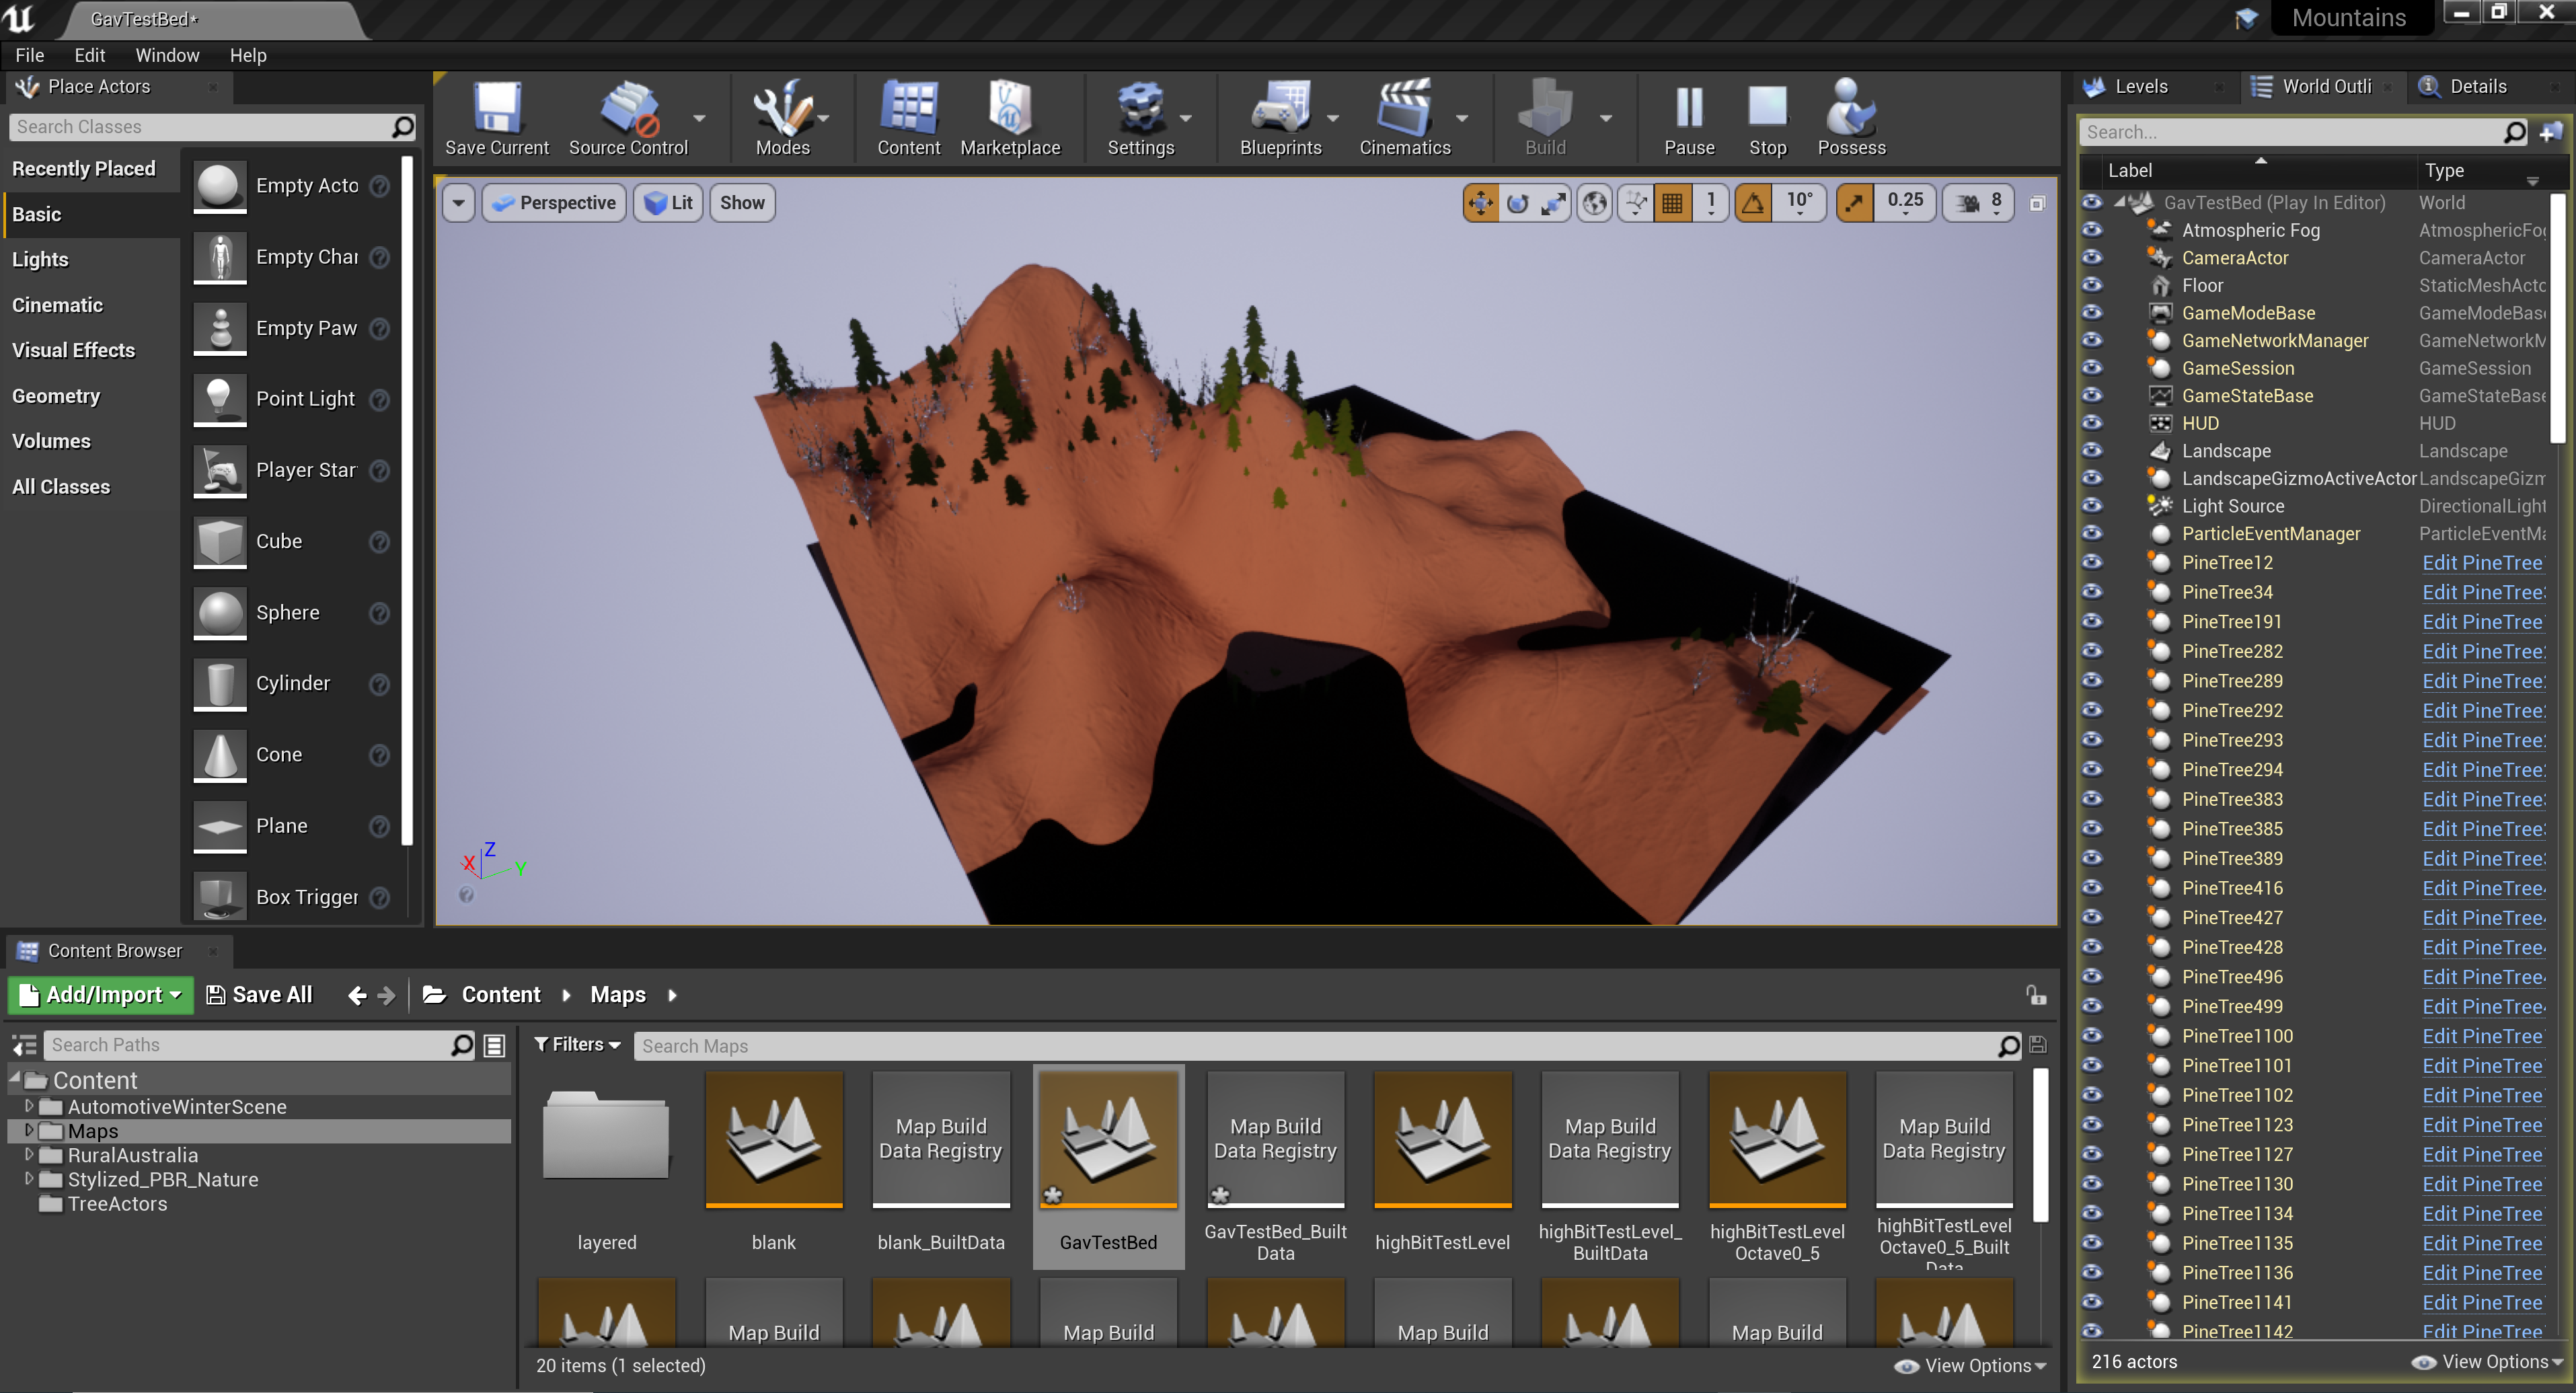 GavTestBed*
Mountains
File Edit Window Help
Place Actors
Search Classes
Recently Placed
Basic
Lights
Cinematic
Visual Effects
Geometry
Volumes
All Classes
Empty Acto
Empty Char
Empty Paw
Point Light
Player Star
Cube
Sphere
Cylinder
Cone
Plane
Box Trigger
Save Current
Source Control
Modes
Content
Marketplace
Settings
Blueprints
Cinematics
Build
Pause
Stop
Possess
Perspective
Lit
Show
1
10°
0.25
8
X
Z
Y
Levels
World Outli
Details
Search...
Label Type
GavTestBed (Play In Editor) World
Atmospheric Fog AtmosphericFo
CameraActor CameraActor
Floor StaticMeshActo
GameModeBase GameModeBas
GameNetworkManager GameNetworkM
GameSession GameSession
GameStateBase GameStateBase
HUD HUD
Landscape Landscape
LandscapeGizmoActiveActor LandscapeGizm
Light Source DirectionalLight
ParticleEventManager ParticleEventMa
PineTree12 Edit PineTree
PineTree34 Edit PineTree
PineTree191 Edit PineTree
PineTree282 Edit PineTree
PineTree289 Edit PineTree
PineTree292 Edit PineTree
PineTree293 Edit PineTree
PineTree294 Edit PineTree
PineTree383 Edit PineTree
PineTree385 Edit PineTree
PineTree389 Edit PineTree
PineTree416 Edit PineTree
PineTree427 Edit PineTree
PineTree428 Edit PineTree
PineTree496 Edit PineTree
PineTree499 Edit PineTree
PineTree1100 Edit PineTree
PineTree1101 Edit PineTree
PineTree1102 Edit PineTree
PineTree1123 Edit PineTree
PineTree1127 Edit PineTree
PineTree1130 Edit PineTree
PineTree1134 Edit PineTree
PineTree1135 Edit PineTree
PineTree1136 Edit PineTree
PineTree1141 Edit PineTree
PineTree1142 Edit PineTree
216 actors
View Options
Content Browser
Add/Import
Save All
Content
Maps
Search Paths
Content
AutomotiveWinterScene
Maps
RuralAustralia
Stylized_PBR_Nature
TreeActors
Filters
Search Maps
layered
blank
Map Build
Data Registry
blank_BuiltData
GavTestBed
Map Build
Data Registry
GavTestBed_Built
Data
highBitTestLevel
Map Build
Data Registry
highBitTestLevel_
BuiltData
highBitTestLevel
Octave0_5
Map Build
Data Registry
highBitTestLevel
Octave0_5_Built
Data
Map Build
Map Build
Map Build
Map Build
20 items (1 selected)
View Options